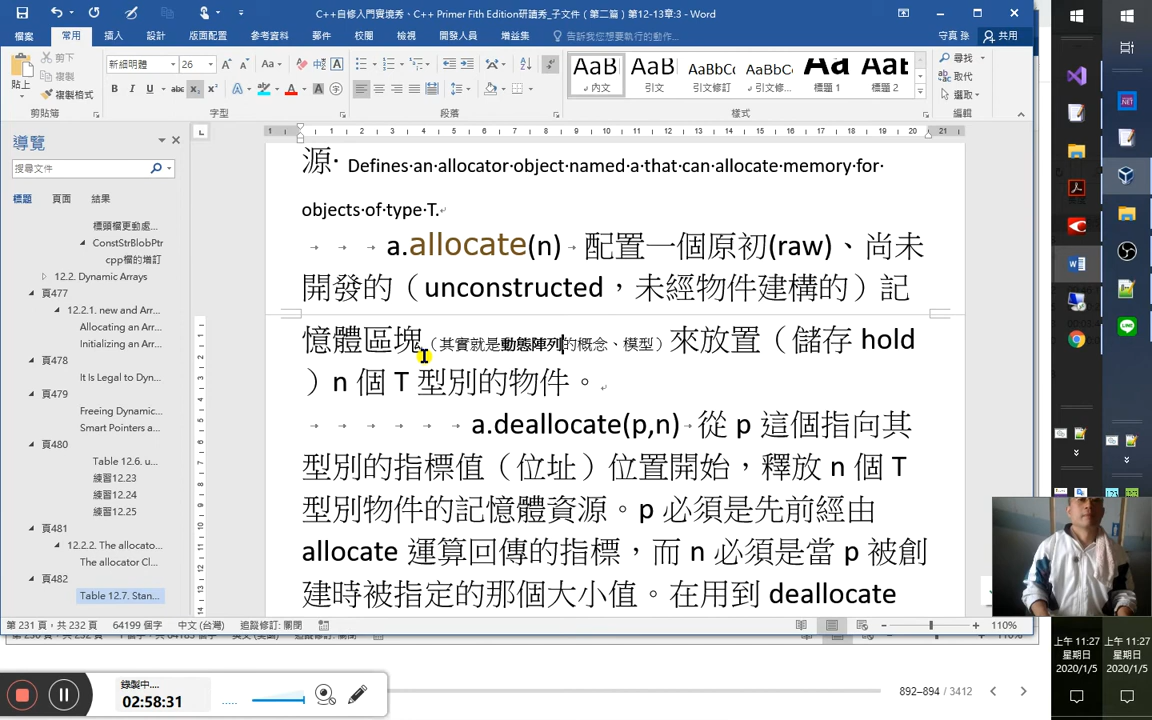 C++自修入門實境秀、C++ Primer Fith Edition研讀秀_子文件（第二篇）第12-13章:3 - Word
檔案 常用 插入 設計 版面配置 參考資料 郵件 校閱 檢視 開發人員 增益集 告訴我您想要執行的動作... 守真 孫 共用
貼上 剪下 複製 複製格式
新細明體 26
AaB AaB AaBbC AaBbC AaB AaB
內文 引文 引文修訂 引文修... 標題 1 標題 2
尋找 取代 選取
剪貼簿 字型 段落 樣式 編輯
導覽
搜尋文件
標題 頁面 結果
標頭檔更動處...
ConstStrBlobPtr
cpp檔的增訂
12.2. Dynamic Arrays
頁477
12.2.1. new and Arr...
Allocating an Arr...
Initializing an Arr...
頁478
It Is Legal to Dyn...
頁479
Freeing Dynamic...
Smart Pointers a...
頁480
Table 12.6. u...
練習12.23
練習12.24
練習12.25
頁481
12.2.2. The allocato...
The allocator Cl...
頁482
Table 12.7. Stan...
源· Defines·an·allocator·object·named·a·that·can·allocate·memory·for·
objects·of·type·T.
a.allocate(n) 配置一個原初(raw)、尚未
開發的（unconstructed，未經物件建構的）記
憶體區塊（其實就是動態陣列的概念、模型）來放置（儲存 hold
）n 個 T 型別的物件。
a.deallocate(p,n) 從 p 這個指向其
型別的指標值（位址）位置開始，釋放 n 個 T
型別物件的記憶體資源。p 必須是先前經由
allocate 運算回傳的指標，而 n 必須是當 p 被創
建時被指定的那個大小值。在用到 deallocate
第 231 頁，共 232 頁 64199 個字 中文 (台灣) 追蹤修訂: 關閉 110%
錄製中....
02:58:31
892–894 / 3412
上午 11:27 上午 11:27
星期日 星期日
2020/1/5 2020/1/5